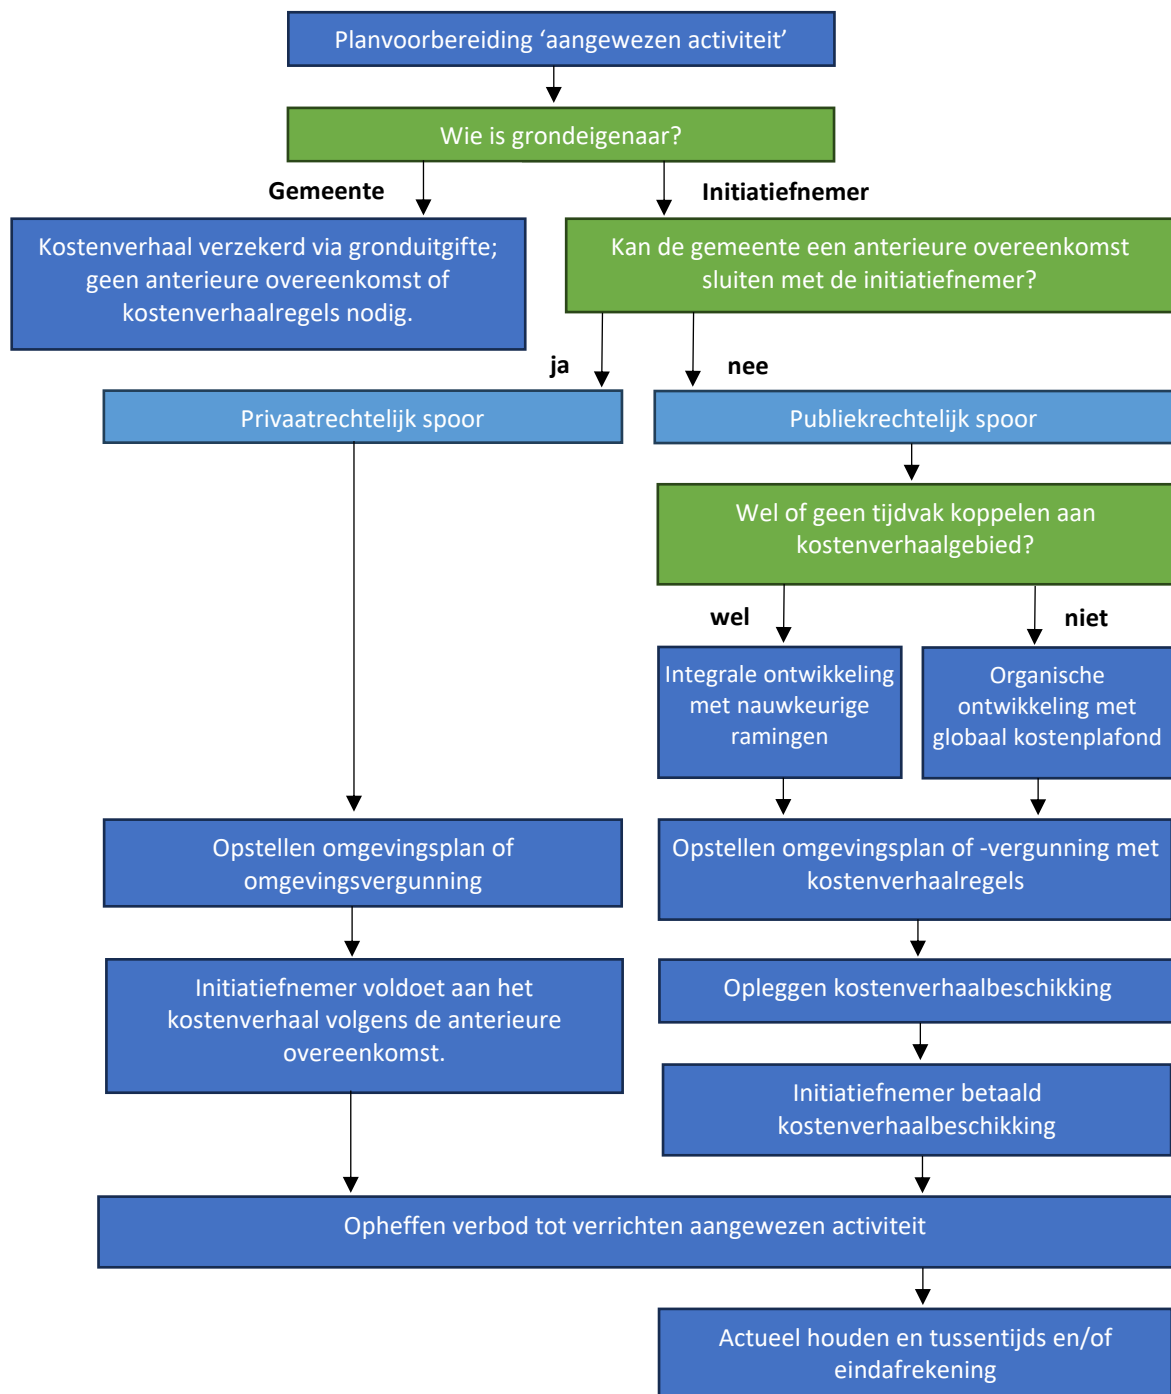 Planvoorbereiding ‘aangewezen activiteit’
Wie is grondeigenaar?
Gemeente
Initiatiefnemer
Kostenverhaal verzekerd via gronduitgifte;
geen anterieure overeenkomst of
kostenverhaalregels nodig.
Kan de gemeente een anterieure overeenkomst
sluiten met de initiatiefnemer?
ja
nee
Privaatrechtelijk spoor
Publiekrechtelijk spoor
Wel of geen tijdvak koppelen aan
kostenverhaalgebied?
wel
niet
Integrale ontwikkeling
met nauwkeurige
ramingen
Organische
ontwikkeling met
globaal kostenplafond
Opstellen omgevingsplan of
omgevingsvergunning
Opstellen omgevingsplan of -vergunning met
kostenverhaalregels
Initiatiefnemer voldoet aan het
kostenverhaal volgens de anterieure
overeenkomst.
Opleggen kostenverhaalbeschikking
Initiatiefnemer betaald
kostenverhaalbeschikking
Opheffen verbod tot verrichten aangewezen activiteit
Actueel houden en tussentijds en/of
eindafrekening